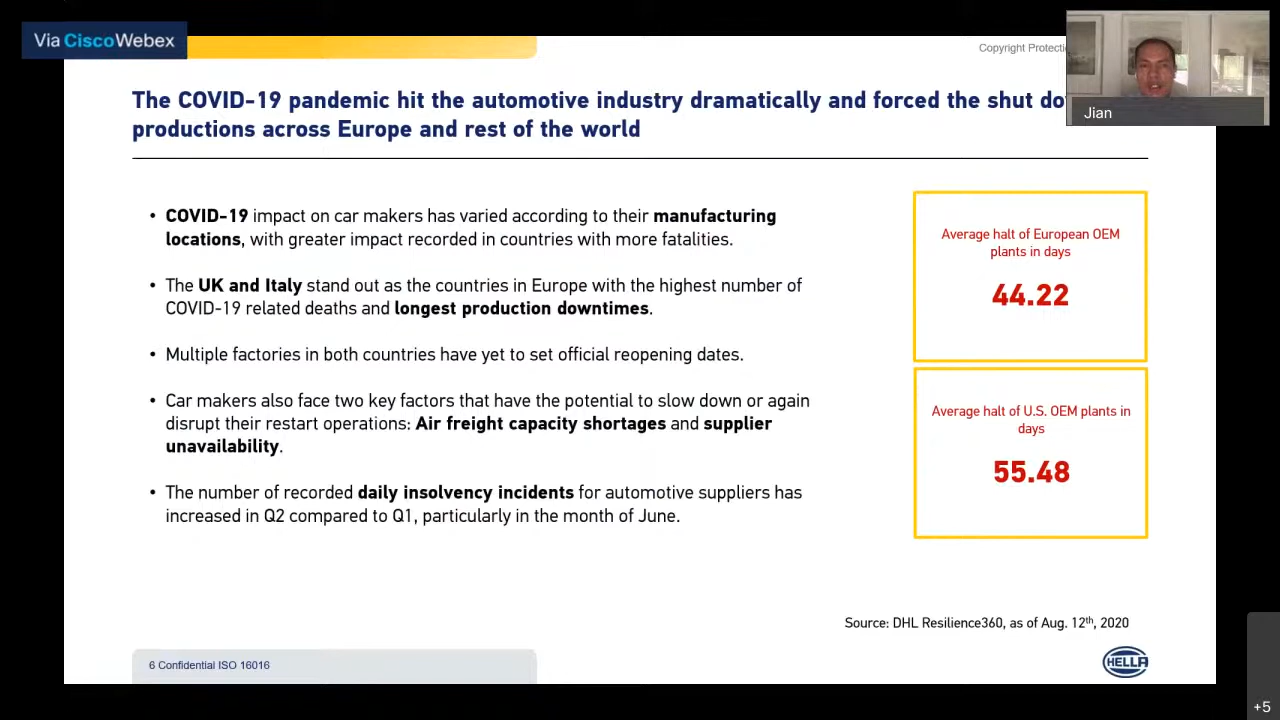 Via Cisco Webex
Copyright Protecti
Jian
The COVID-19 pandemic hit the automotive industry dramatically and forced the shut do
productions across Europe and rest of the world
• COVID-19 impact on car makers has varied according to their manufacturing
locations, with greater impact recorded in countries with more fatalities.
• The UK and Italy stand out as the countries in Europe with the highest number of
COVID-19 related deaths and longest production downtimes.
• Multiple factories in both countries have yet to set official reopening dates.
• Car makers also face two key factors that have the potential to slow down or again
disrupt their restart operations: Air freight capacity shortages and supplier
unavailability.
• The number of recorded daily insolvency incidents for automotive suppliers has
increased in Q2 compared to Q1, particularly in the month of June.
Average halt of European OEM
plants in days
44.22
Average halt of U.S. OEM plants in
days
55.48
Source: DHL Resilience360, as of Aug. 12th, 2020
6 Confidential ISO 16016
HELLA
+5